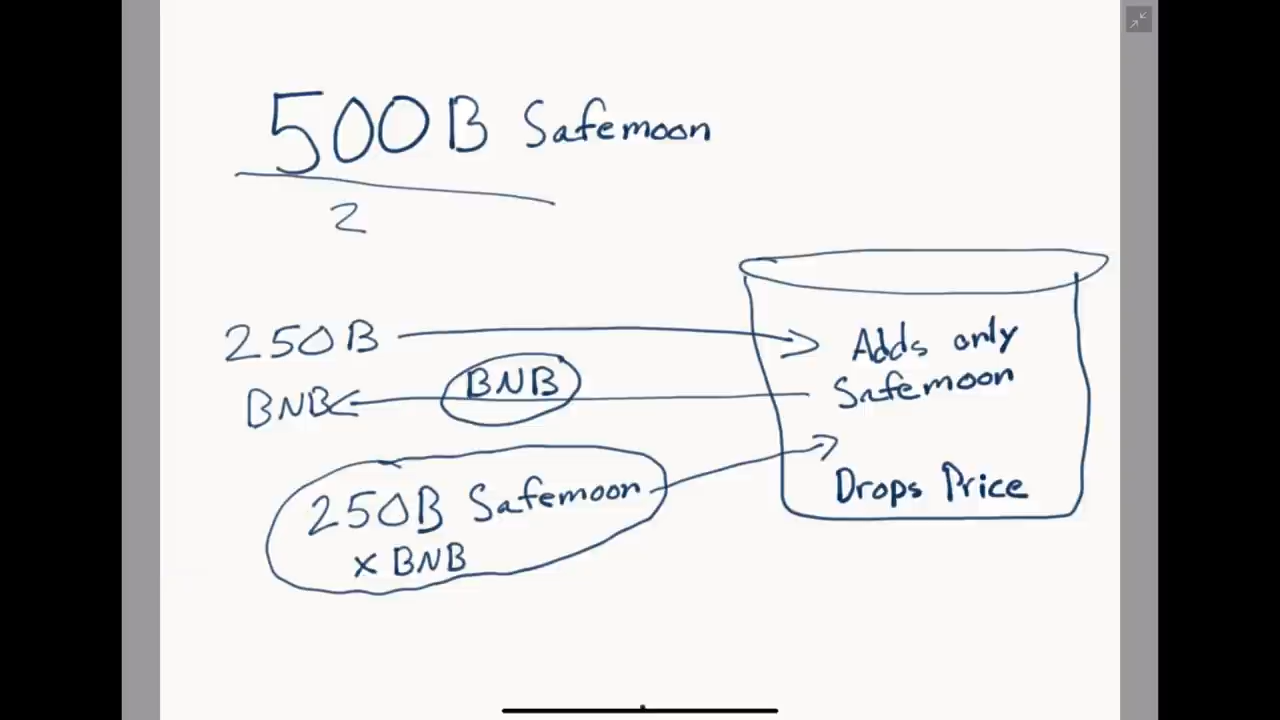 500B Safemoon
2
250B
BNB
BNB
250B Safemoon
x BNB
Adds only
Safemoon
Drops Price